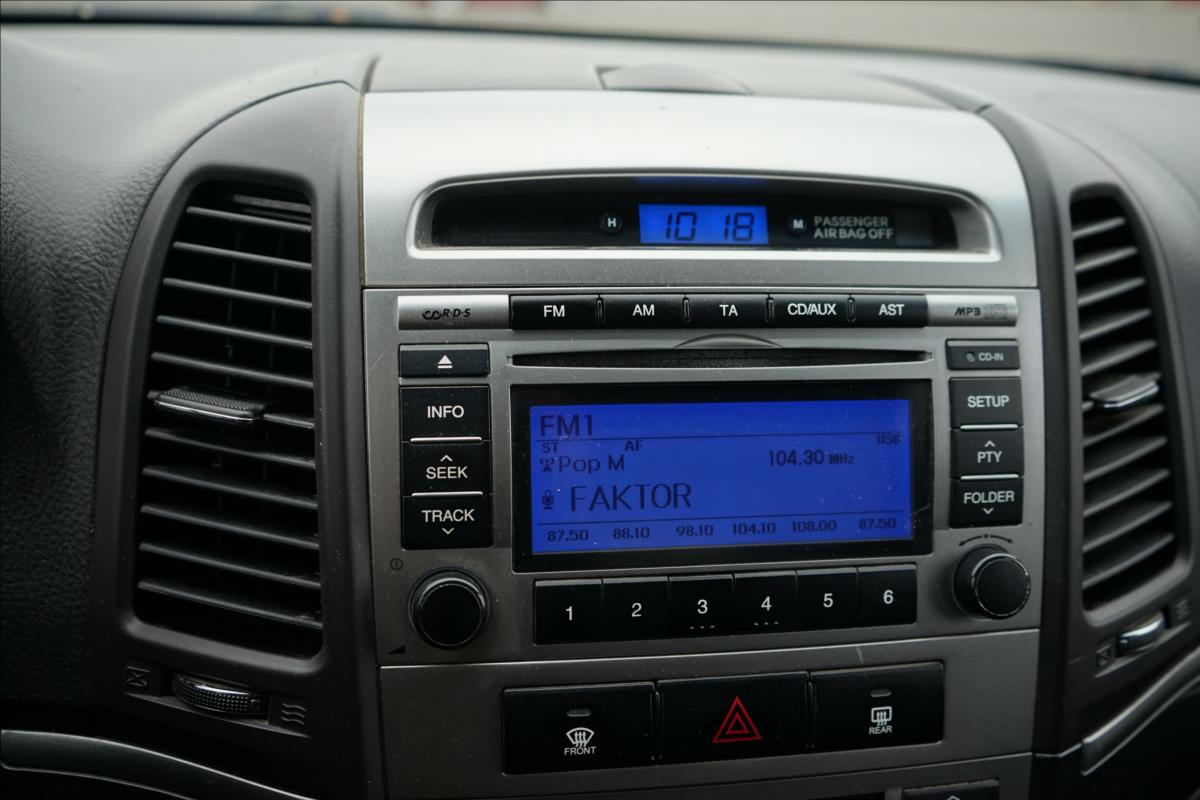 H 10 18 M PASSENGER
AIR BAG OFF
R·D·S FM AM TA CD/AUX AST MP3
CD-IN
INFO
SEEK
TRACK
FM1
ST AF USB
Pop M 104.30 MHz
FAKTOR
87.50 88.10 98.10 104.10 108.00 87.50
SETUP
PTY
FOLDER
1 2 3 4 5 6
FRONT
REAR